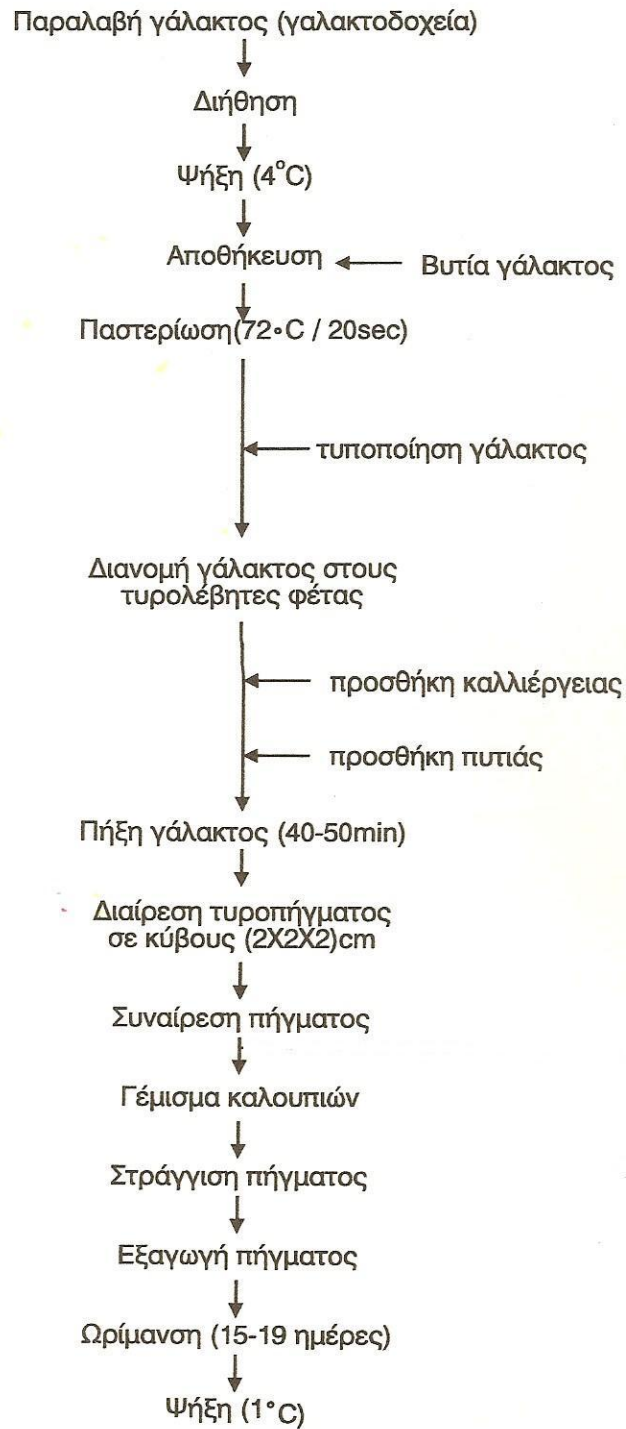 Παραλαβή γάλακτος (γαλακτοδοχεία)
Διήθηση
Ψήξη (4°C)
Αποθήκευση
Βυτία γάλακτος
Παστερίωση(72•C / 20sec)
τυποποίηση γάλακτος
Διανομή γάλακτος στους
τυρολέβητες φέτας
προσθήκη καλλιέργειας
προσθήκη πυτιάς
Πήξη γάλακτος (40-50min)
Διαίρεση τυροπήγματος
σε κύβους (2X2X2)cm
Συναίρεση πήγματος
Γέμισμα καλουπιών
Στράγγιση πήγματος
Εξαγωγή πήγματος
Ωρίμανση (15-19 ημέρες)
Ψήξη (1°C)